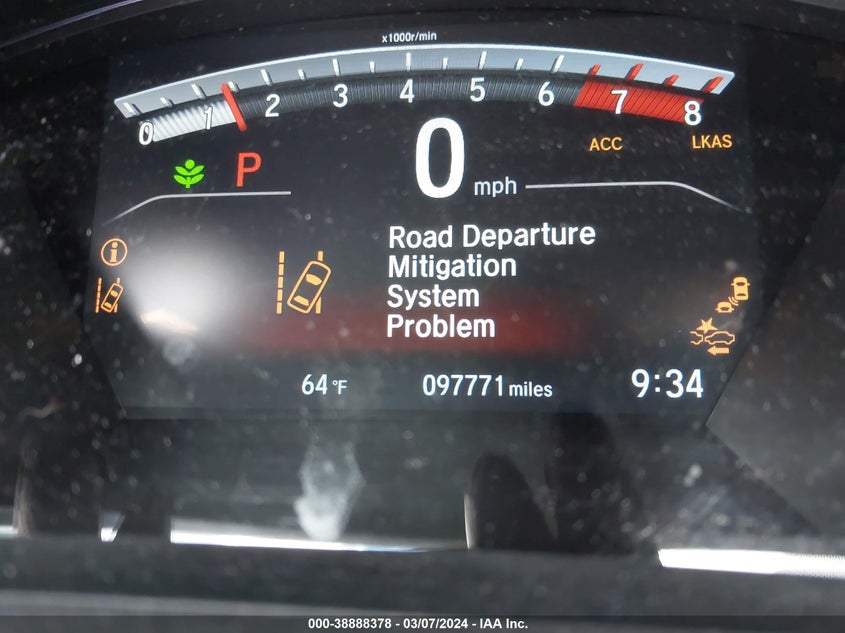 x1000r/min
0 1 2 3 4 5 6 7 8
ACC LKAS
P 0 mph
Road Departure
Mitigation
System
Problem
64°F 097771 miles 9:34
000-38888378 - 03/07/2024 - IAA Inc.